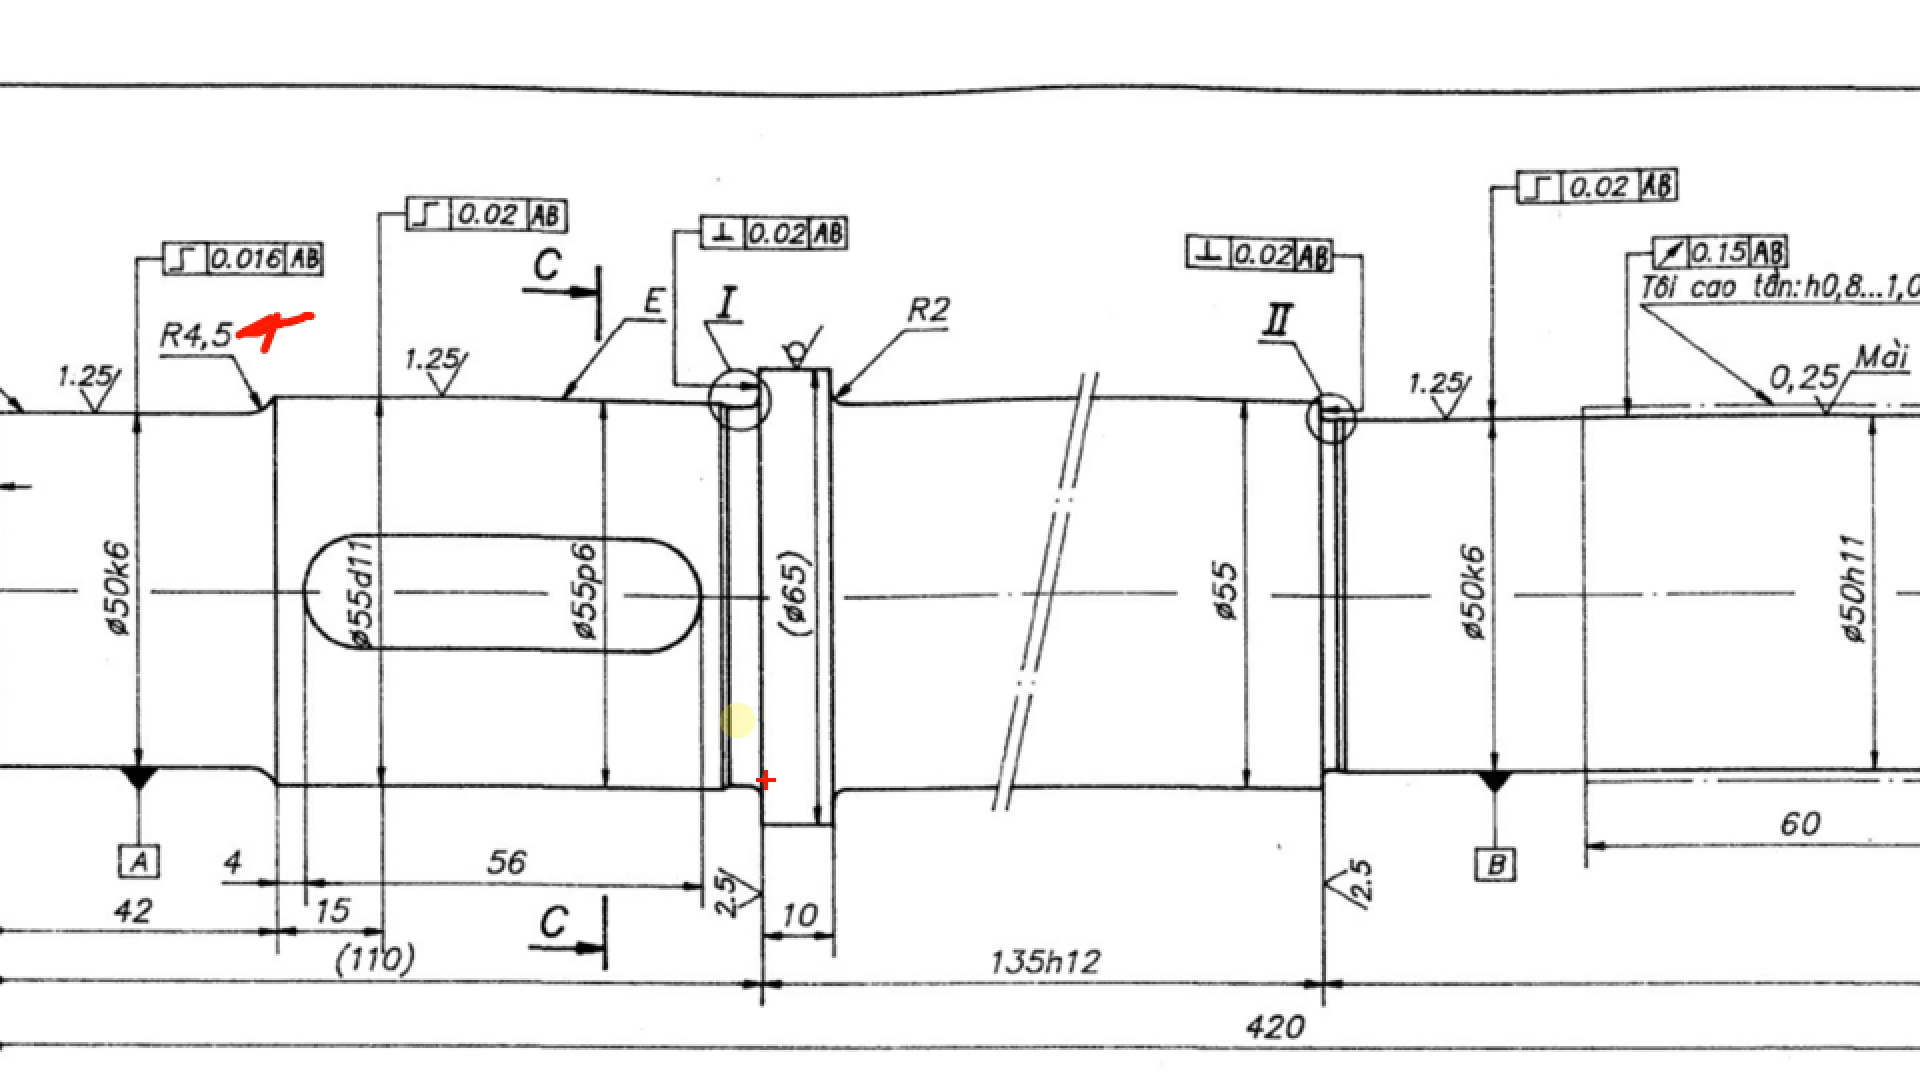 0.02 AB
0.02 AB
0.02 AB
0.016 AB
0.02 AB
0.15 AB
C
Tôi cao tần: h0,8...1,0
E
I
R2
II
R4,5
1.25
1.25
1.25
0,25
Mài
ø50k6
ø55d11
ø55p6
(ø65)
ø55
ø50k6
ø50h11
A
4
56
2.5
2.5
B
60
42
15
C
10
(110)
135h12
420